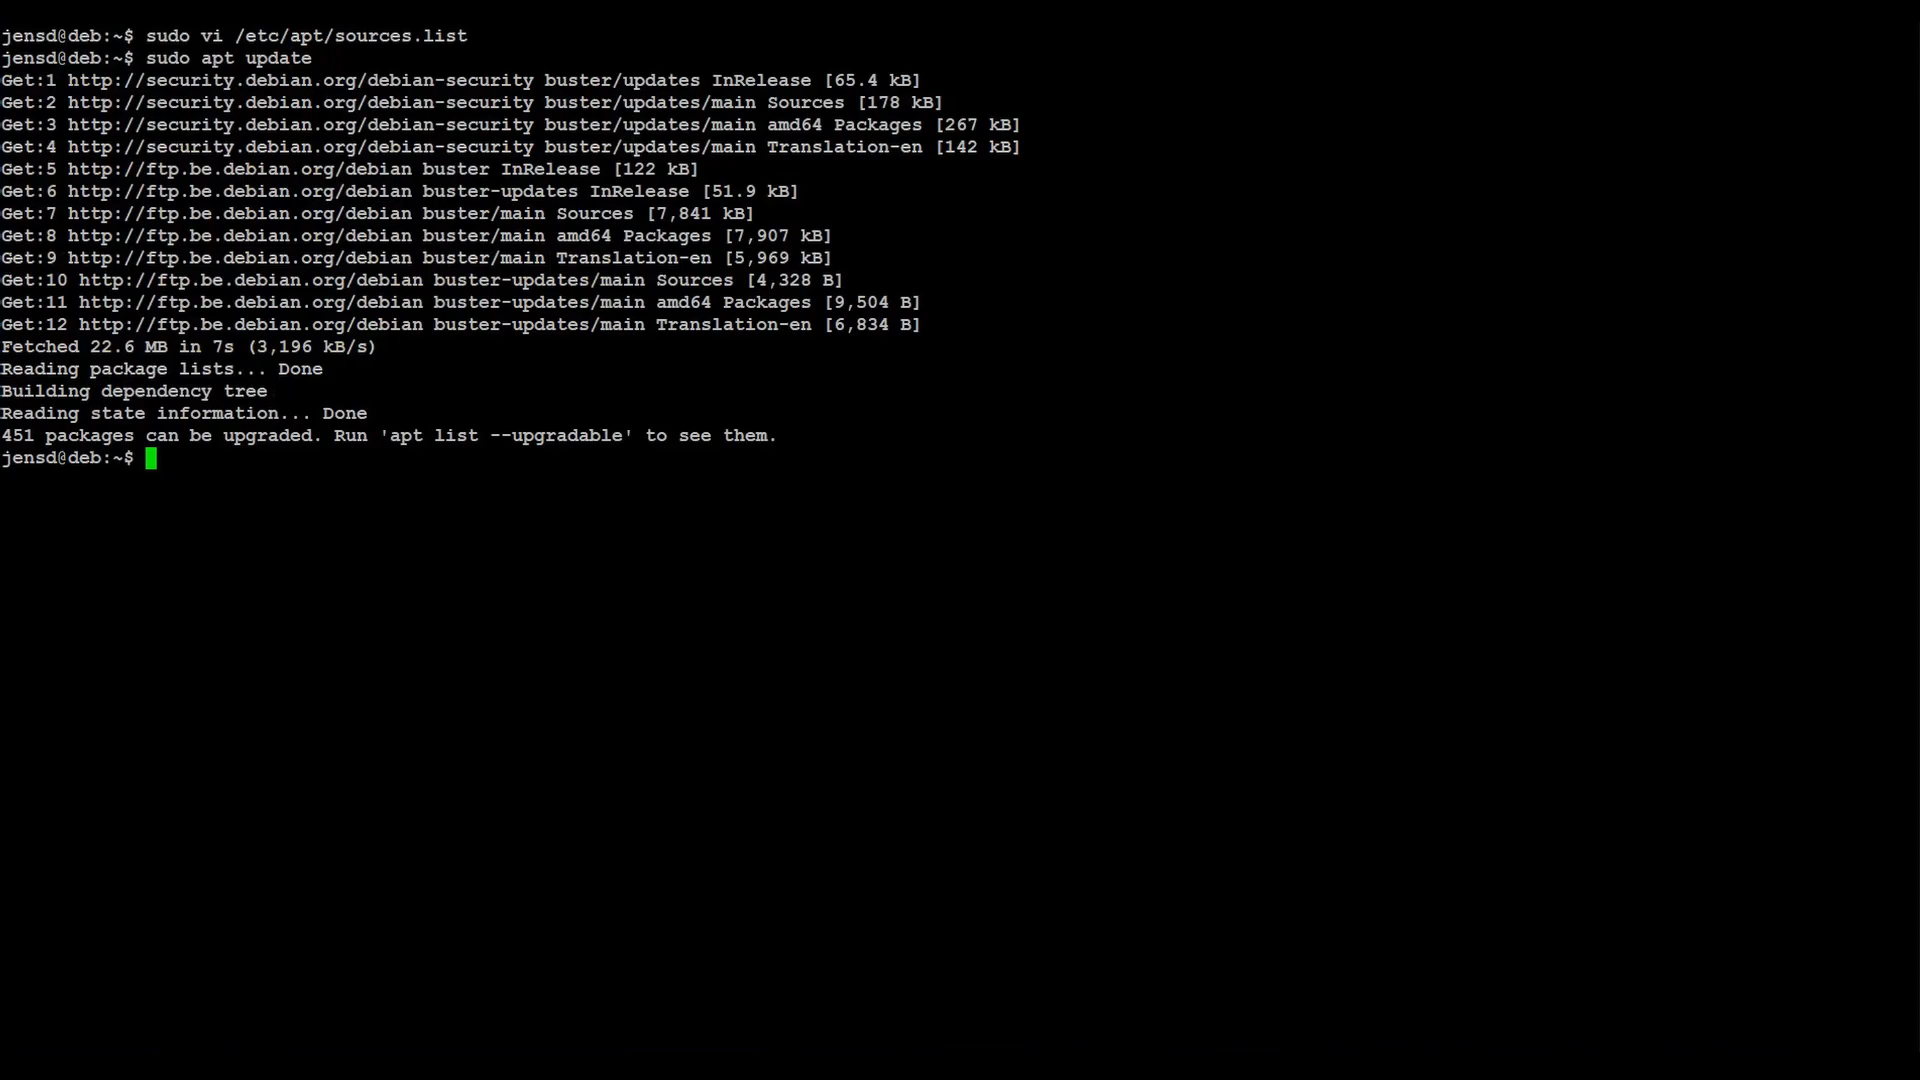 jensd@deb:~$ sudo vi /etc/apt/sources.list
jensd@deb:~$ sudo apt update
Get:1 http://security.debian.org/debian-security buster/updates InRelease [65.4 kB]
Get:2 http://security.debian.org/debian-security buster/updates/main Sources [178 kB]
Get:3 http://security.debian.org/debian-security buster/updates/main amd64 Packages [267 kB]
Get:4 http://security.debian.org/debian-security buster/updates/main Translation-en [142 kB]
Get:5 http://ftp.be.debian.org/debian buster InRelease [122 kB]
Get:6 http://ftp.be.debian.org/debian buster-updates InRelease [51.9 kB]
Get:7 http://ftp.be.debian.org/debian buster/main Sources [7,841 kB]
Get:8 http://ftp.be.debian.org/debian buster/main amd64 Packages [7,907 kB]
Get:9 http://ftp.be.debian.org/debian buster/main Translation-en [5,969 kB]
Get:10 http://ftp.be.debian.org/debian buster-updates/main Sources [4,328 B]
Get:11 http://ftp.be.debian.org/debian buster-updates/main amd64 Packages [9,504 B]
Get:12 http://ftp.be.debian.org/debian buster-updates/main Translation-en [6,834 B]
Fetched 22.6 MB in 7s (3,196 kB/s)
Reading package lists... Done
Building dependency tree
Reading state information... Done
451 packages can be upgraded. Run 'apt list --upgradable' to see them.
jensd@deb:~$